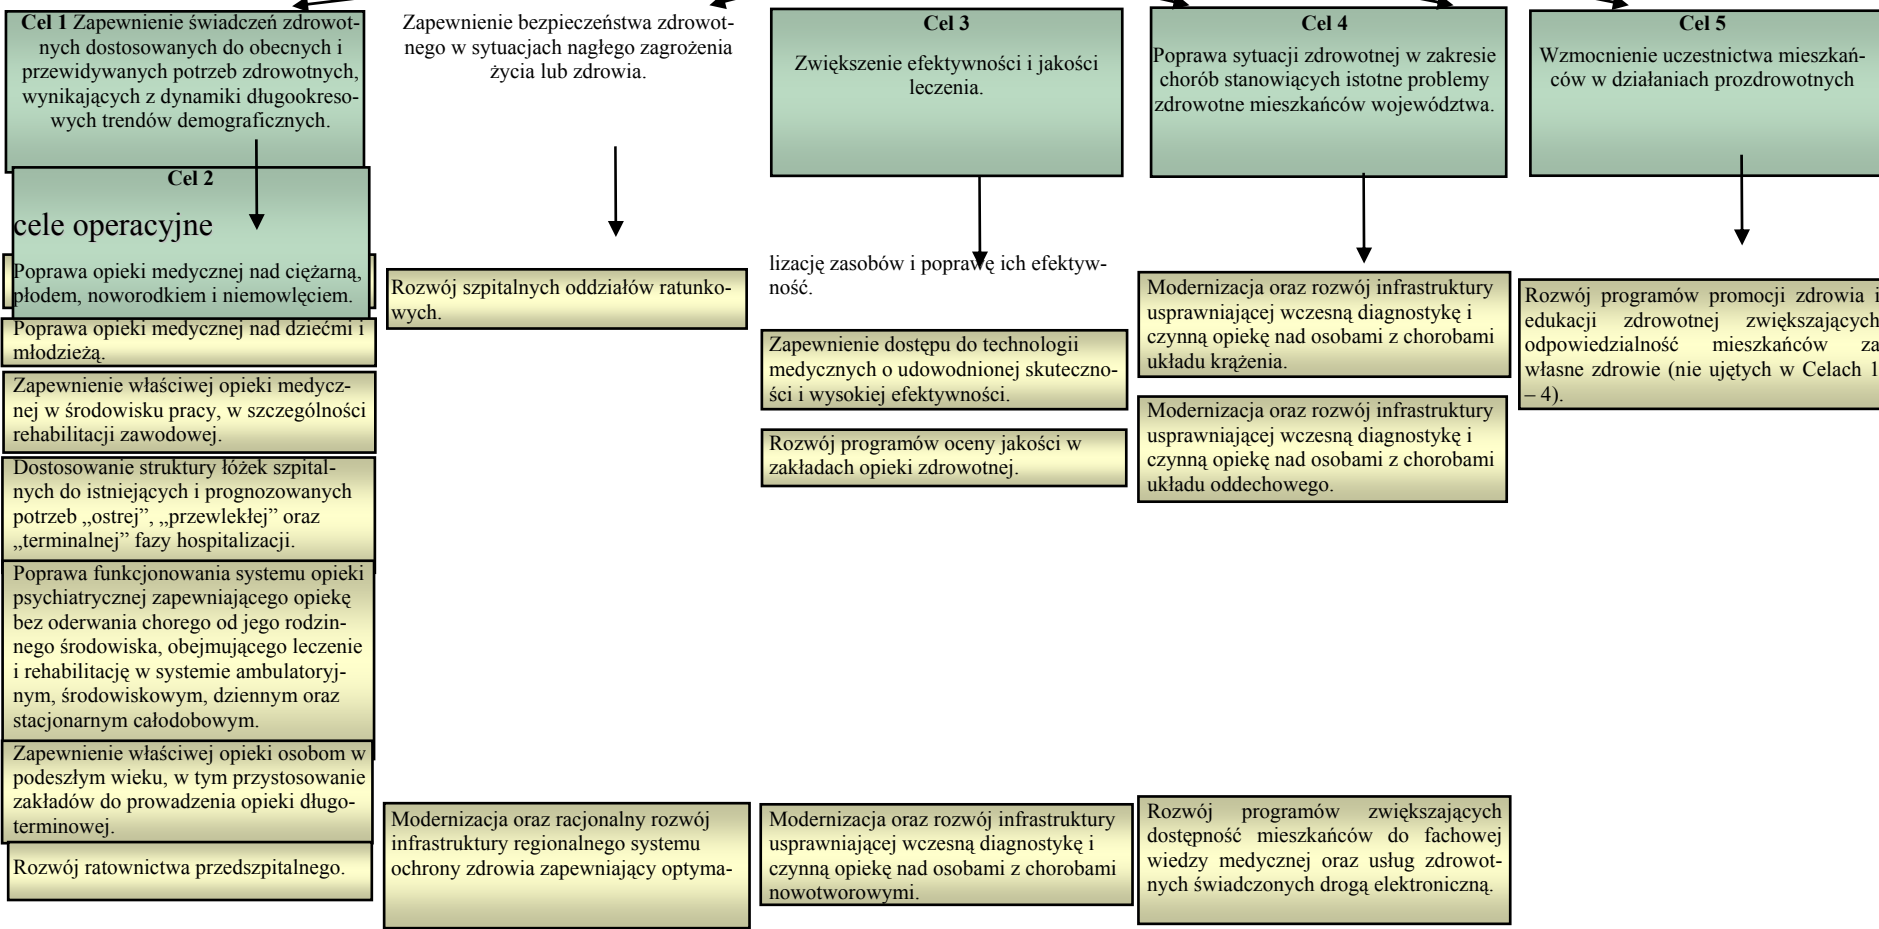 Cel 1 Zapewnienie świadczeń zdrowot-
nych dostosowanych do obecnych i
przewidywanych potrzeb zdrowotnych,
wynikających z dynamiki długookreso-
wych trendów demograficznych.
Cel 2
Zapewnienie bezpieczeństwa zdrowot-
nego w sytuacjach nagłego zagrożenia
życia lub zdrowia.
Cel 3
Zwiększenie efektywności i jakości
leczenia.
Cel 4
Poprawa sytuacji zdrowotnej w zakresie
chorób stanowiących istotne problemy
zdrowotne mieszkańców województwa.
Cel 5
Wzmocnienie uczestnictwa mieszkań-
ców w działaniach prozdrowotnych
cele operacyjne
Poprawa opieki medycznej nad ciężarną,
płodem, noworodkiem i niemowlęciem.
Poprawa opieki medycznej nad dziećmi i
młodzieżą.
Zapewnienie właściwej opieki medycz-
nej w środowisku pracy, w szczególności
rehabilitacji zawodowej.
Dostosowanie struktury łóżek szpital-
nych do istniejących i prognozowanych
potrzeb „ostrej”, „przewlekłej” oraz
„terminalnej” fazy hospitalizacji.
Poprawa funkcjonowania systemu opieki
psychiatrycznej zapewniającego opiekę
bez oderwania chorego od jego rodzin-
nego środowiska, obejmującego leczenie
i rehabilitację w systemie ambulatoryj-
nym, środowiskowym, dziennym oraz
stacjonarnym całodobowym.
Zapewnienie właściwej opieki osobom w
podeszłym wieku, w tym przystosowanie
zakładów do prowadzenia opieki długo-
terminowej.
Rozwój ratownictwa przedszpitalnego.
Rozwój szpitalnych oddziałów ratunko-
wych.
Modernizacja oraz racjonalny rozwój
infrastruktury regionalnego systemu
ochrony zdrowia zapewniający optyma-
lizację zasobów i poprawę ich efektyw-
ność.
Zapewnienie dostępu do technologii
medycznych o udowodnionej skuteczno-
ści i wysokiej efektywności.
Rozwój programów oceny jakości w
zakładach opieki zdrowotnej.
Modernizacja oraz rozwój infrastruktury
usprawniającej wczesną diagnostykę i
czynną opiekę nad osobami z chorobami
nowotworowymi.
Modernizacja oraz rozwój infrastruktury
usprawniającej wczesną diagnostykę i
czynną opiekę nad osobami z chorobami
układu krążenia.
Modernizacja oraz rozwój infrastruktury
usprawniającej wczesną diagnostykę i
czynną opiekę nad osobami z chorobami
układu oddechowego.
Rozwój programów zwiększających
dostępność mieszkańców do fachowej
wiedzy medycznej oraz usług zdrowot-
nych świadczonych drogą elektroniczną.
Rozwój programów promocji zdrowia i
edukacji zdrowotnej zwiększających
odpowiedzialność mieszkańców za
własne zdrowie (nie ujętych w Celach 1
– 4).